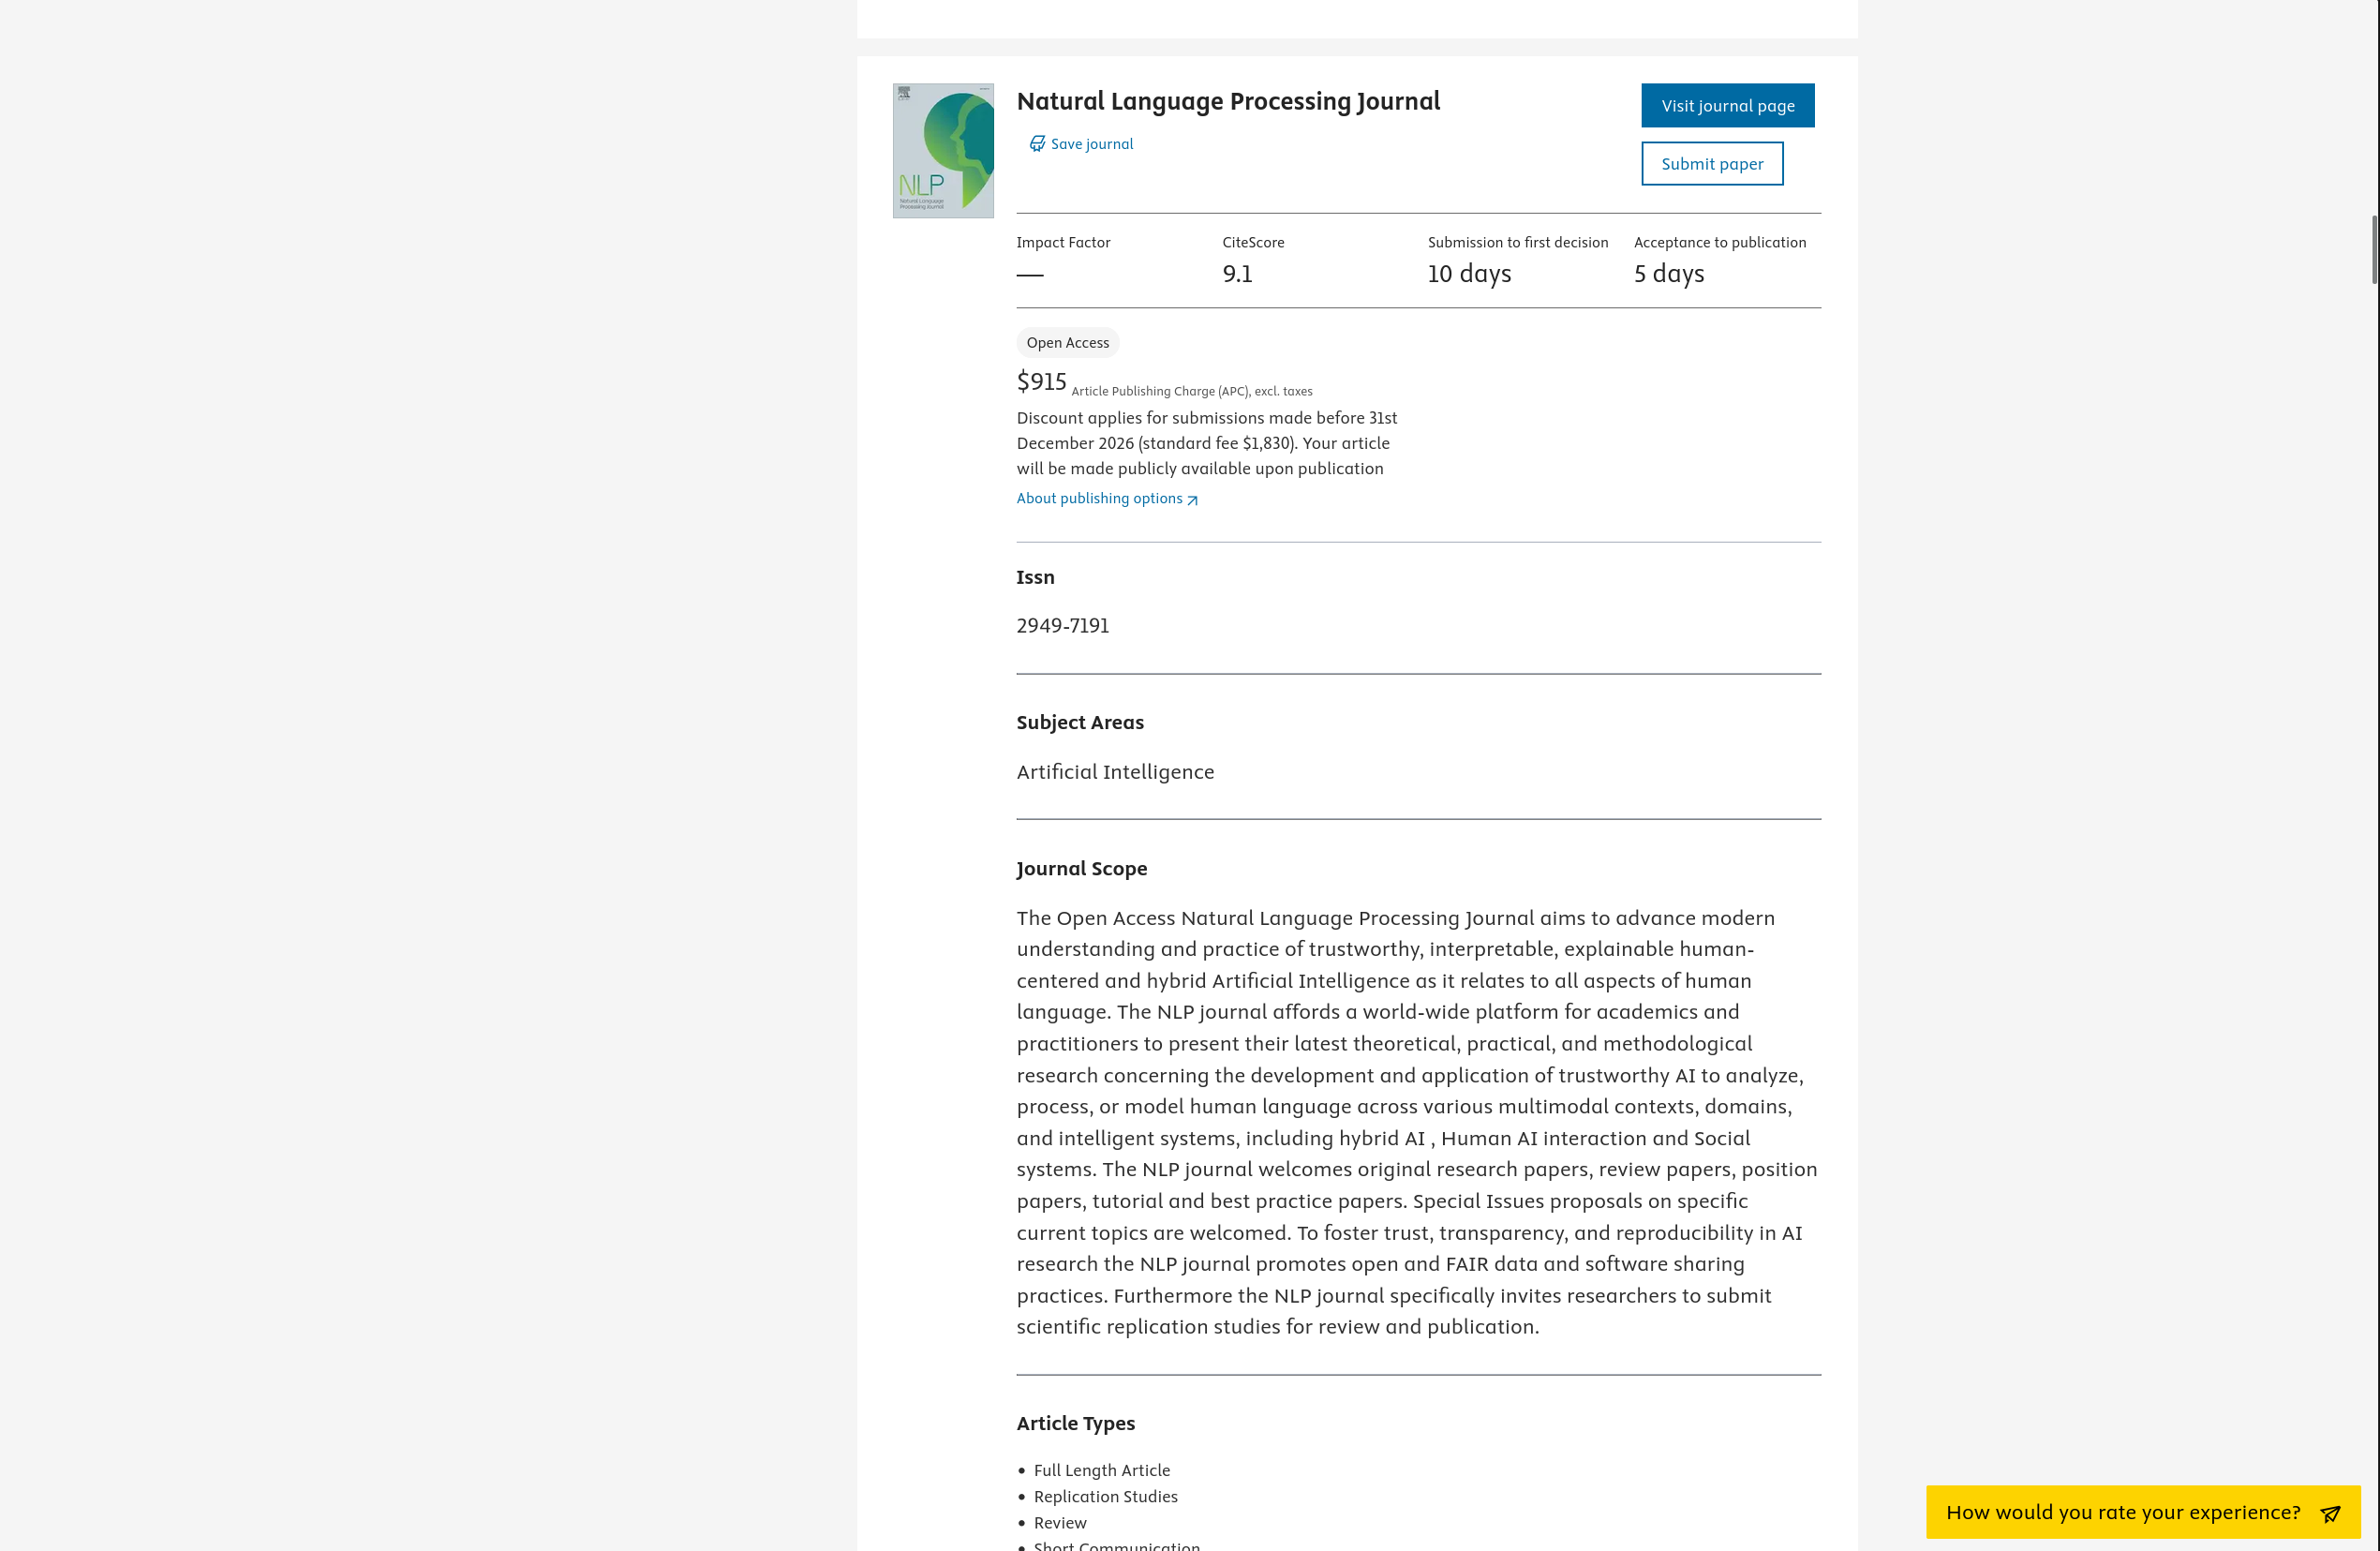 Natural Language Processing Journal
Visit journal page
Save journal
Submit paper
NLP
Natural Language
Processing Journal
Impact Factor
CiteScore
Submission to first decision
Acceptance to publication
—
9.1
10 days
5 days
Open Access
$915 Article Publishing Charge (APC), excl. taxes
Discount applies for submissions made before 31st
December 2026 (standard fee $1,830). Your article
will be made publicly available upon publication
About publishing options
Issn
2949-7191
Subject Areas
Artificial Intelligence
Journal Scope
The Open Access Natural Language Processing Journal aims to advance modern
understanding and practice of trustworthy, interpretable, explainable human-
centered and hybrid Artificial Intelligence as it relates to all aspects of human
language. The NLP journal affords a world-wide platform for academics and
practitioners to present their latest theoretical, practical, and methodological
research concerning the development and application of trustworthy AI to analyze,
process, or model human language across various multimodal contexts, domains,
and intelligent systems, including hybrid AI , Human AI interaction and Social
systems. The NLP journal welcomes original research papers, review papers, position
papers, tutorial and best practice papers. Special Issues proposals on specific
current topics are welcomed. To foster trust, transparency, and reproducibility in AI
research the NLP journal promotes open and FAIR data and software sharing
practices. Furthermore the NLP journal specifically invites researchers to submit
scientific replication studies for review and publication.
Article Types
• Full Length Article
• Replication Studies
• Review
• Short Communication
How would you rate your experience?